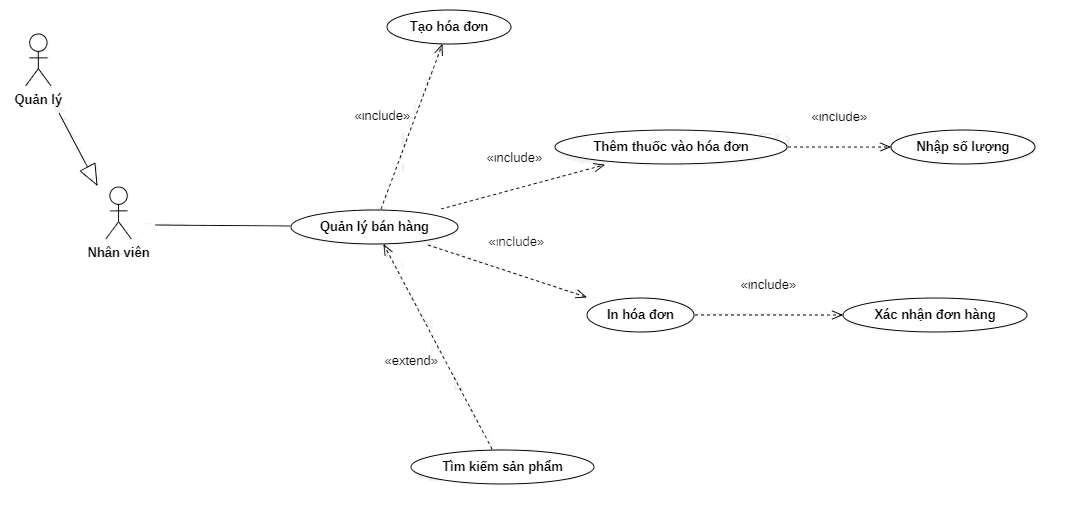 Tạo hóa đơn
Quản lý
«include»
«include»
Thêm thuốc vào hóa đơn
«include»
Nhập số lượng
Nhân viên
Quản lý bán hàng
«include»
In hóa đơn
«include»
Xác nhận đơn hàng
«extend»
Tìm kiếm sản phẩm